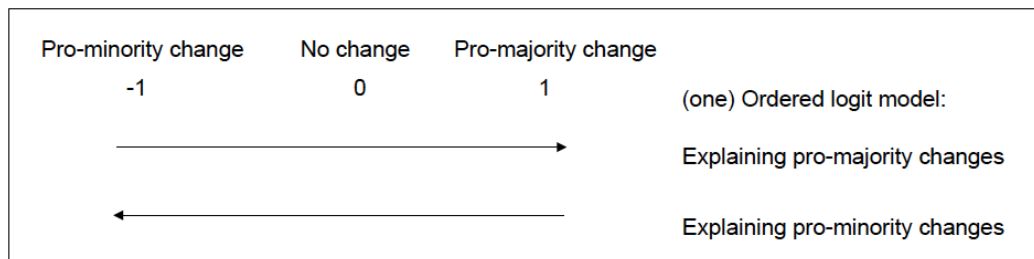 Pro-minority change No change Pro-majority change
-1 0 1
(one) Ordered logit model:
Explaining pro-majority changes
Explaining pro-minority changes